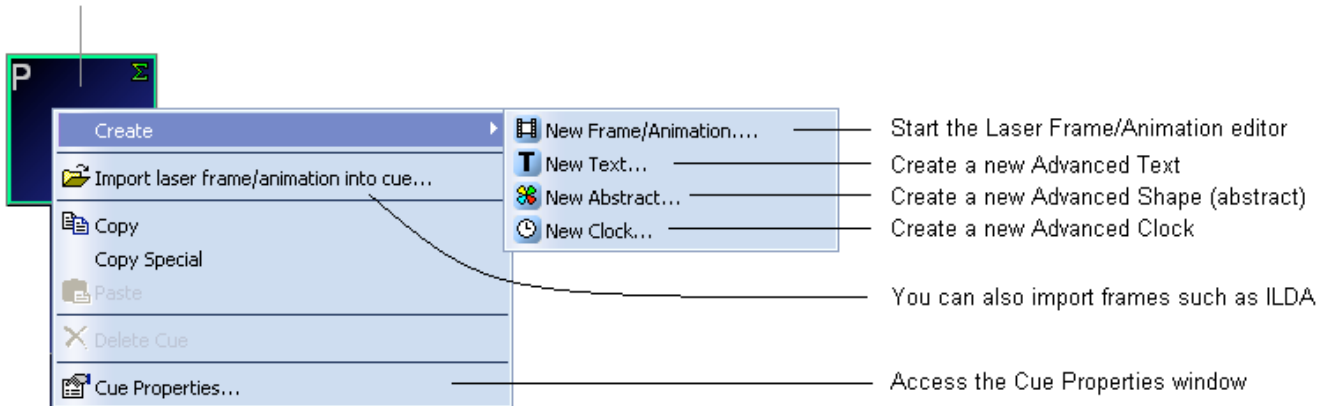 P Σ
Create
New Frame/Animation....
Start the Laser Frame/Animation editor
New Text...
Create a new Advanced Text
Import laser frame/animation into cue...
New Abstract...
Create a new Advanced Shape (abstract)
New Clock...
Create a new Advanced Clock
Copy
Copy Special
Paste
You can also import frames such as ILDA
Delete Cue
Cue Properties...
Access the Cue Properties window